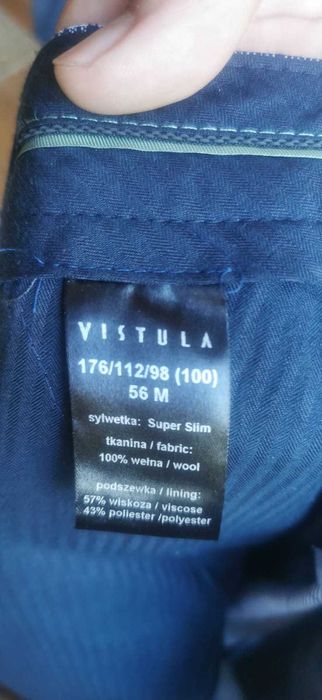 VISTULA
176/112/98 (100)
56 M
sylwetka: Super Slim
tkanina / fabric:
100% wełna / wool
podszewka / lining:
57% wiskoza / viscose
43% poliester /polyester